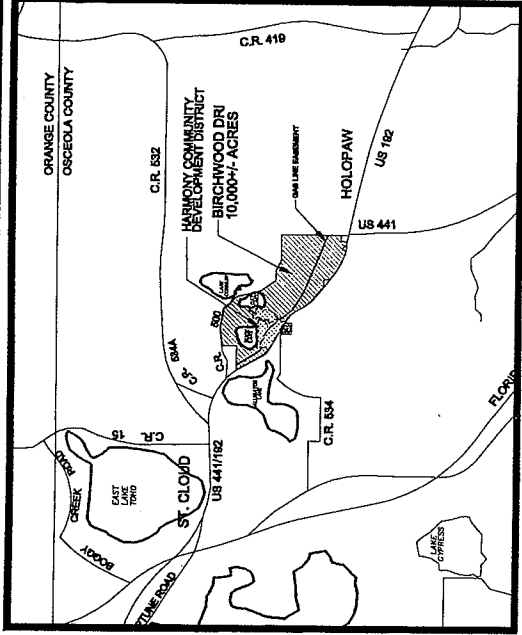 ORANGE COUNTY
OSCEOLA COUNTY
C.R. 419
C.R. 532
HARMONY COMMUNITY
DEVELOPMENT DISTRICT
BIRCHWOOD DRI
10,000+/- ACRES
GAS LINE EASEMENT
HOLOPAW
US 192
US 441
C.R.
534A
C.R.
500
C.R. 15
BOGGY
CREEK
ROAD
EAST
LAKE
TOHO
ST. CLOUD
US 441/192
C.R. 534
PTUNE ROAD
FLORID
LAKE
CYPRESS